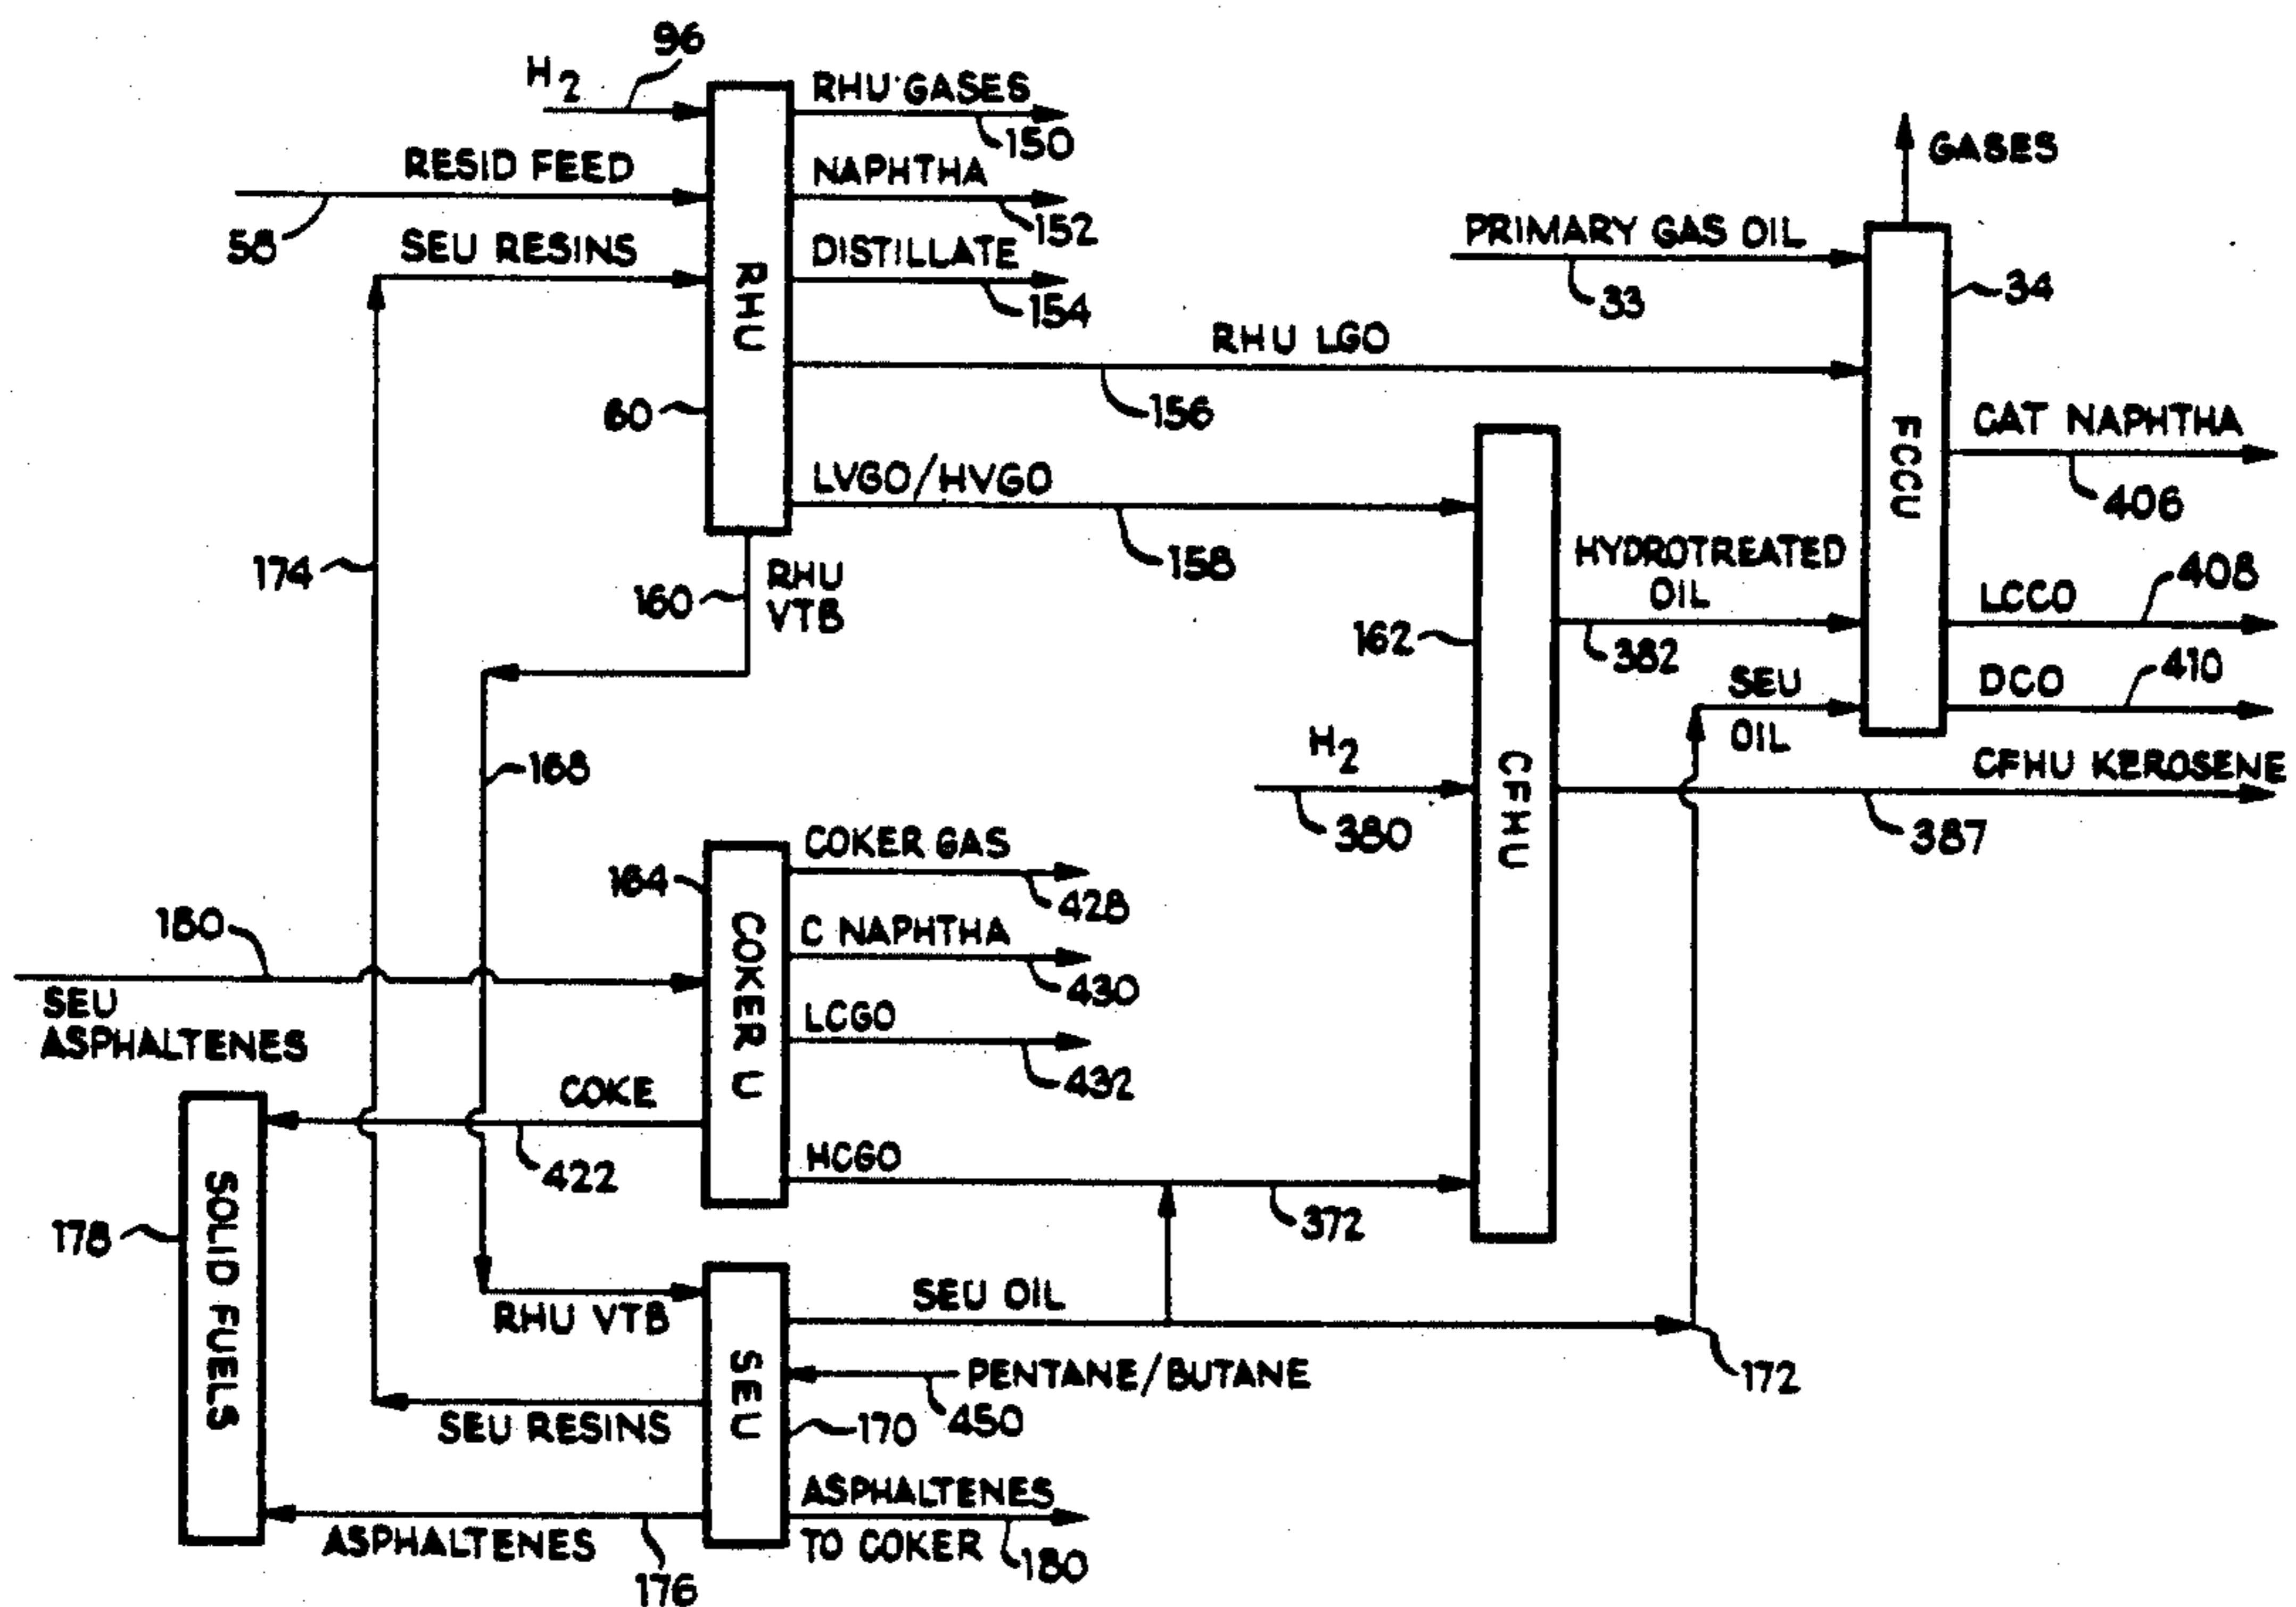 96
H2
RHU GASES
150
RESID FEED
NAPHTHA
GASES
58
152
SEU RESINS
DISTILLATE
PRIMARY GAS OIL
RHU
154
33
34
RHU LGO
60
156
FCCU
CAT NAPHTHA
406
LVGO/HVGO
158
174
160
RHU
VTB
HYDROTREATED
OIL
162
382
408
LCCO
SEU
OIL
410
DCO
168
H2
380
CFHU
CFHU KEROSENE
387
COKER GAS
164
428
180
C NAPHTHA
430
SEU
ASPHALTENES
COKER U
LCGO
432
COKE
422
HCGO
372
178
SOLID FUELS
SEU OIL
RHU VTB
172
SEU
PENTANE/BUTANE
450
170
SEU RESINS
ASPHALTENES
TO COKER
180
ASPHALTENES
176